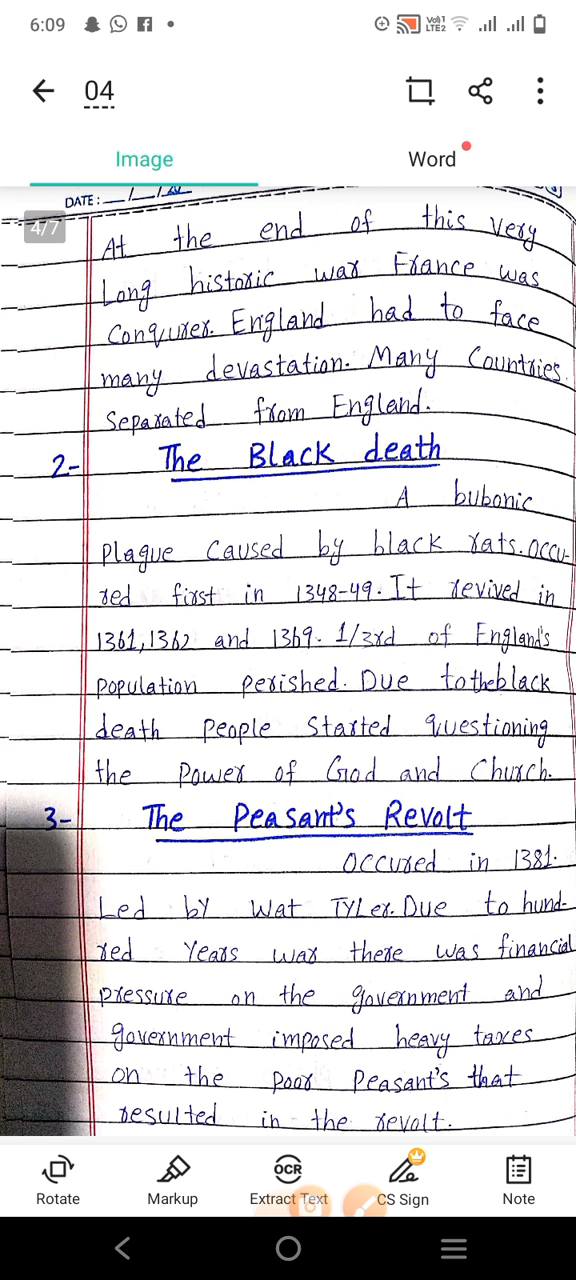 6:09
Vo)) 1
LTE2
04
Image
Word
DATE:
4/7
At the end of this very
Long historic war France was
Conqurer. England had to face
many devastation. Many Countries
Separated from England.
2- The Black death
A bubonic
Plague caused by black rats. Occu-
red first in 1348-49. It revived in
1361, 1362 and 1369. 1/3rd of England's
Population perished. Due to the black
death People Started questioning
the Power of God and Church.
3- The Peasant's Revolt
Occured in 1381.
Led by Wat TYLer. Due to hund-
red Years war there was financial
pressure on the government and
government imposed heavy taxes
on the poor Peasant's that
resulted in the revolt.
OCR
Rotate
Markup
Extract Text
CS Sign
Note